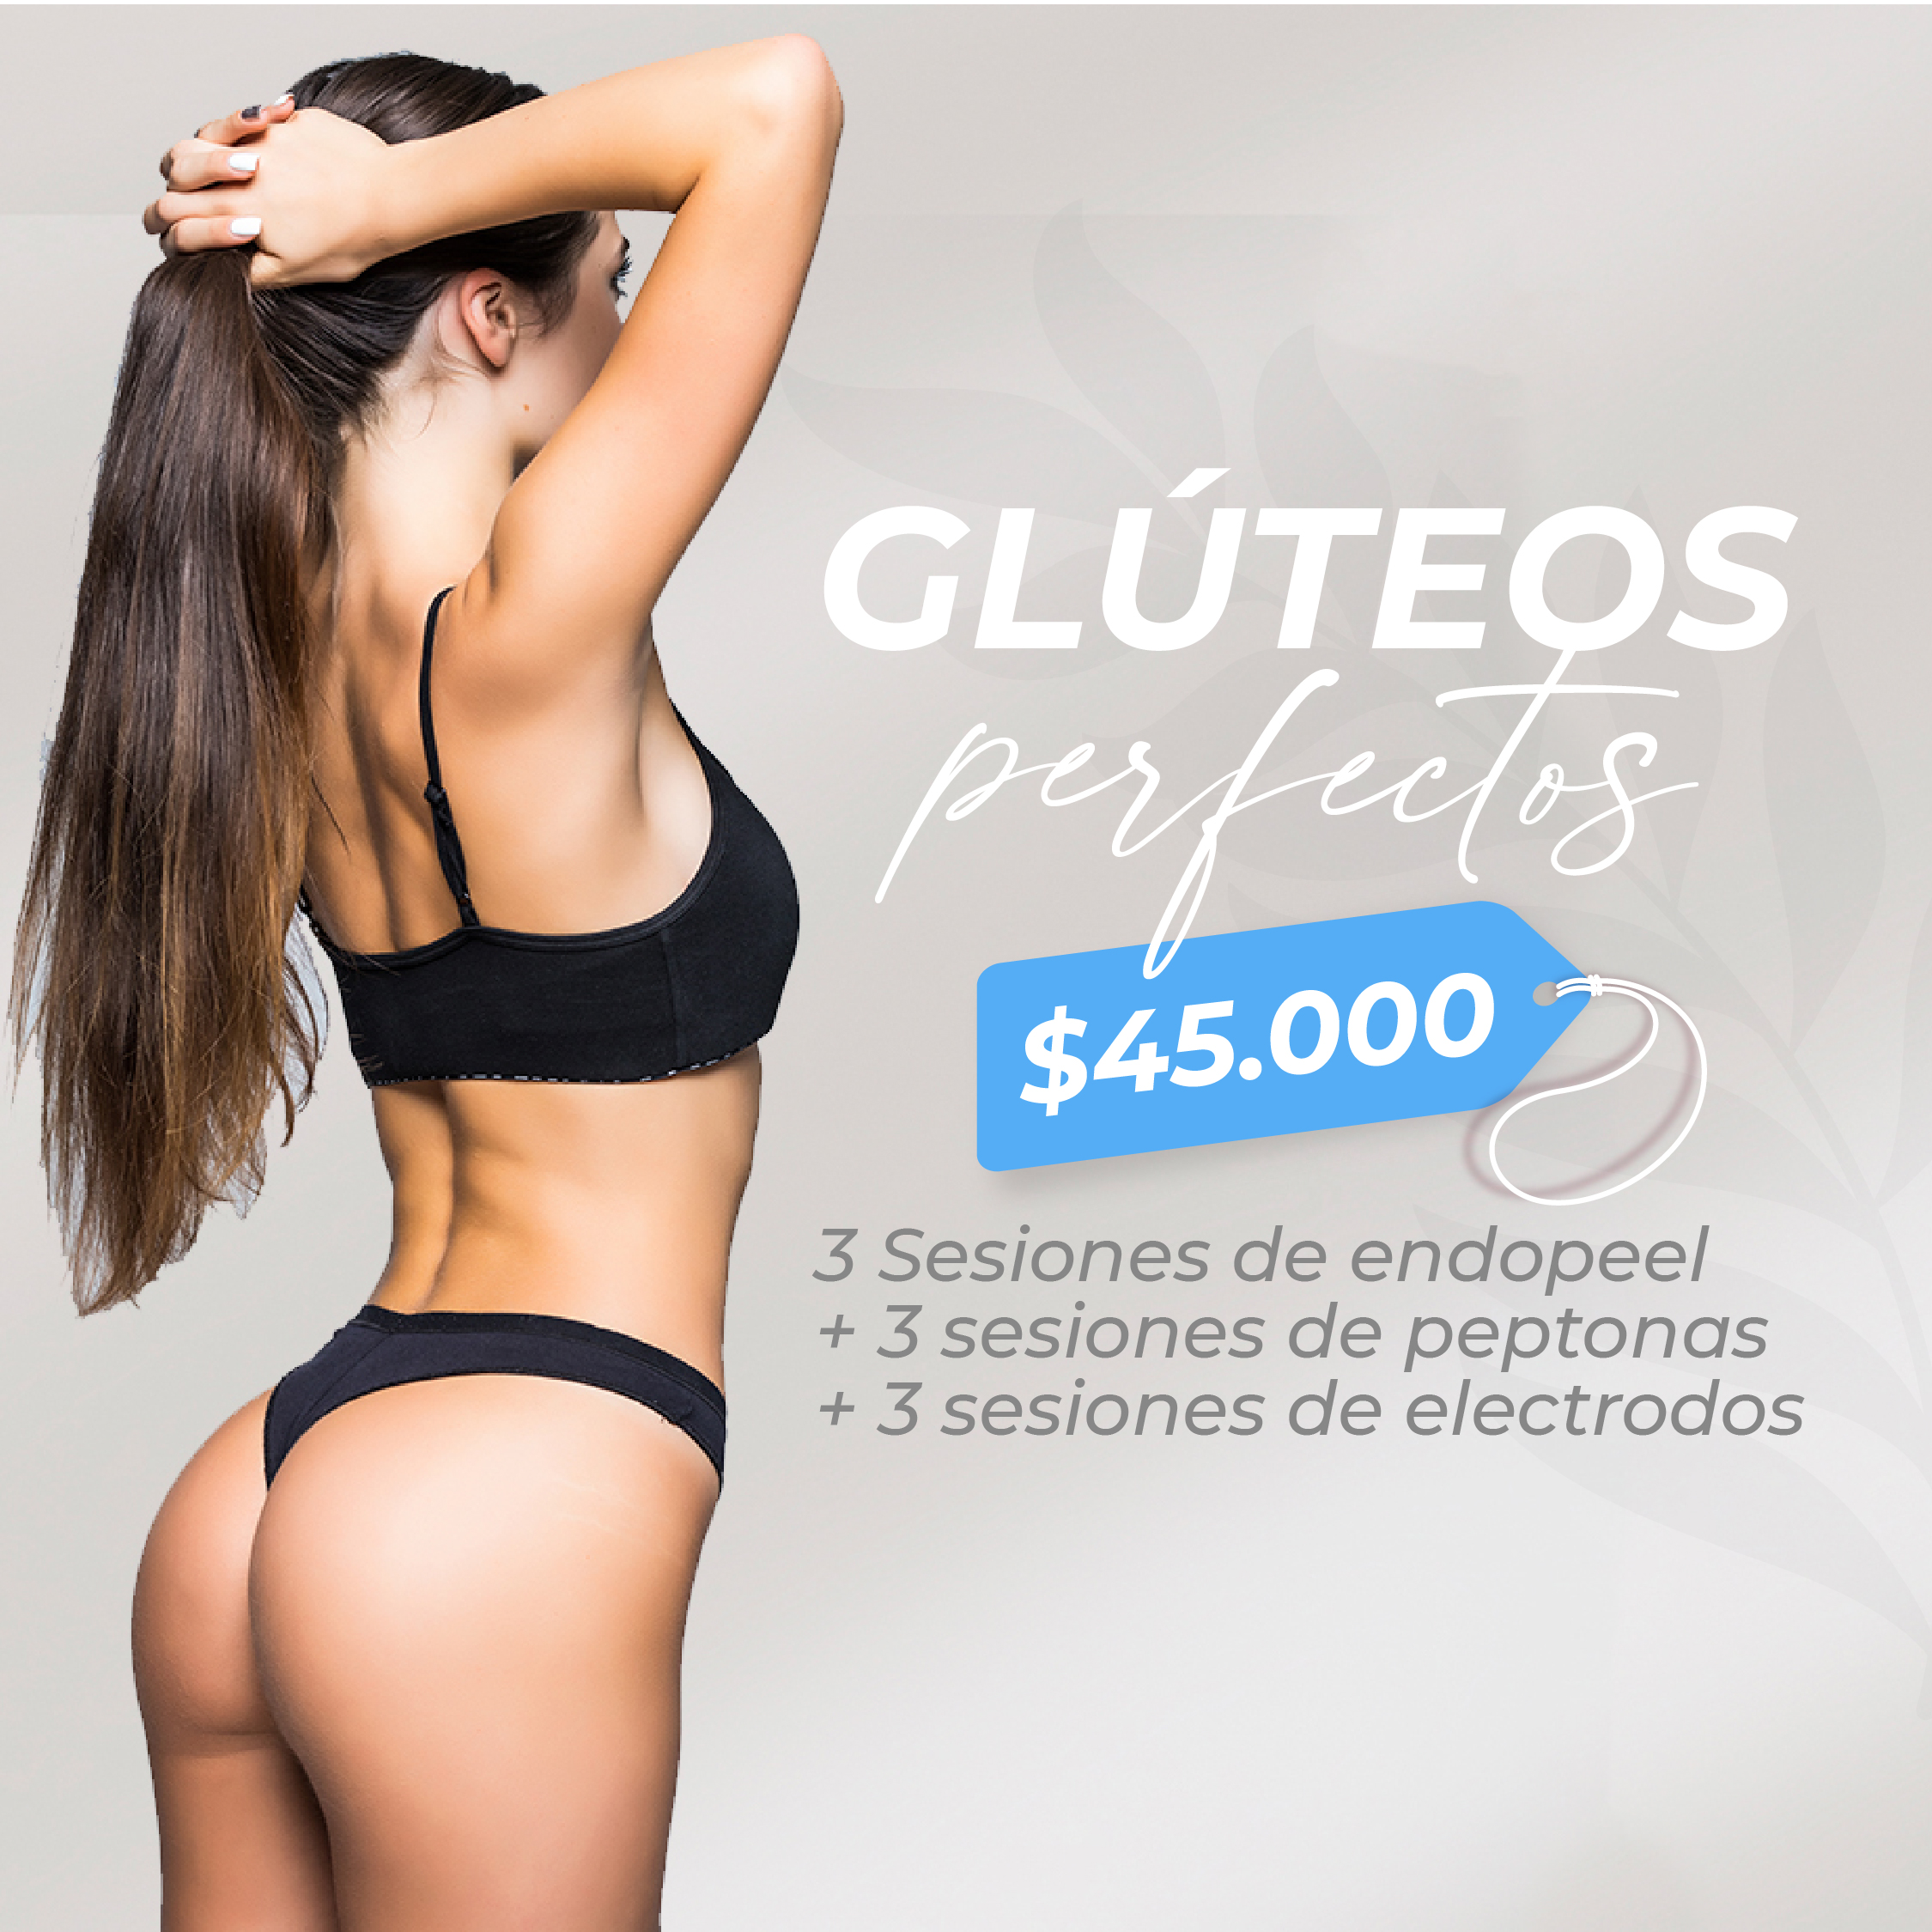 GLÚTEOS
perfectos
$45.000
3 Sesiones de endopeel
+ 3 sesiones de peptonas
+ 3 sesiones de electrodos